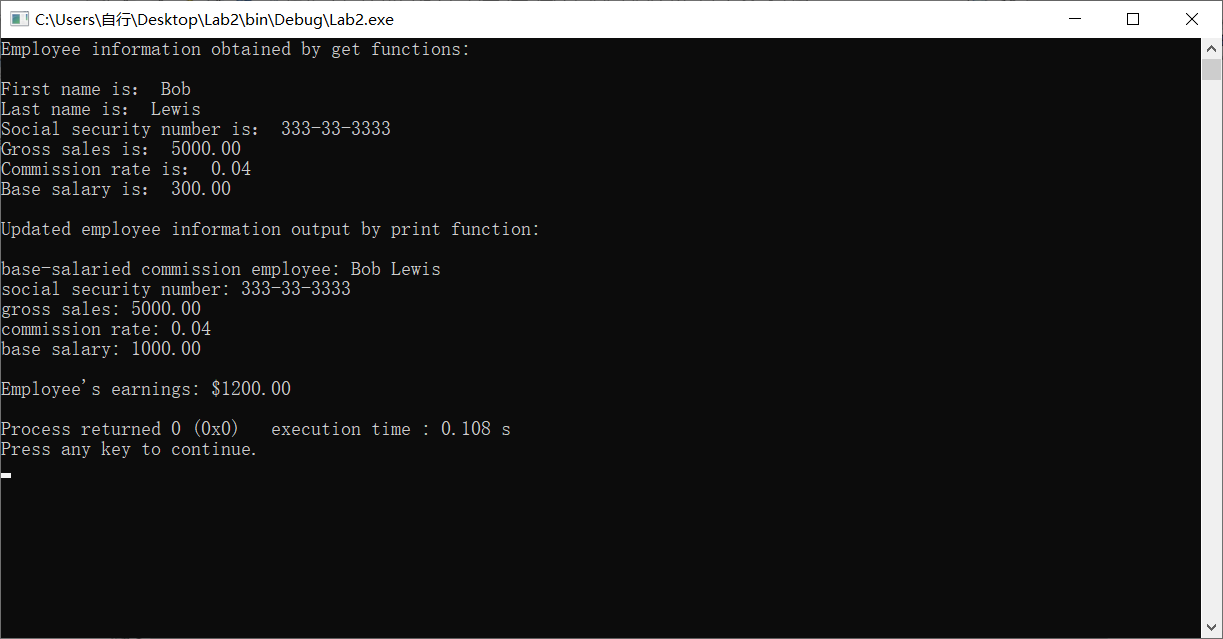 C:\Users\自行\Desktop\Lab2\bin\Debug\Lab2.exe
Employee information obtained by get functions:
First name is： Bob
Last name is： Lewis
Social security number is： 333-33-3333
Gross sales is： 5000.00
Commission rate is： 0.04
Base salary is： 300.00
Updated employee information output by print function:
base-salaried commission employee: Bob Lewis
social security number: 333-33-3333
gross sales: 5000.00
commission rate: 0.04
base salary: 1000.00
Employee's earnings: $1200.00
Process returned 0 (0x0)   execution time : 0.108 s
Press any key to continue.